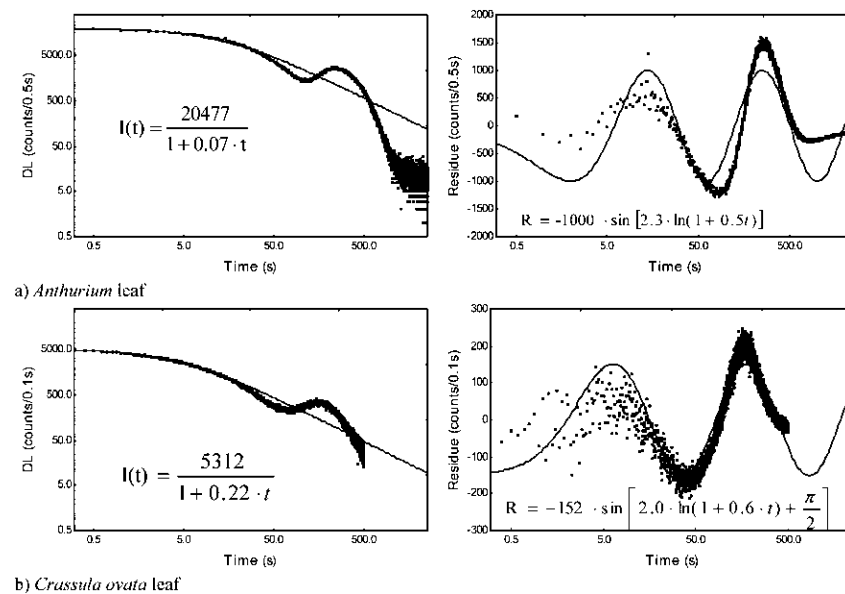 5000.0
500.0
50.0
5.0
0.5
DL (counts/0.5s)
I(t) = 20477 / 1 + 0.07 · t
0.5 5.0 50.0 500.0
Time (s)
2000
1500
1000
500
0
-500
-1000
-1500
-2000
Residue (counts/0.5s)
R = -1000 · sin [2.3 · ln(1 + 0.5t)]
0.5 5.0 50.0 500.0
Time (s)
a) Anthurium leaf
5000.0
500.0
50.0
5.0
0.5
DL (counts/0.1s)
I(t) = 5312 / 1 + 0.22 · t
0.5 5.0 50.0 500.0
Time (s)
300
200
100
0
-100
-200
-300
Residue (counts/0.1s)
R = -152 · sin [2.0 · ln(1 + 0.6 · t) + π/2]
0.5 5.0 50.0 500.0
Time (s)
b) Crassula ovata leaf